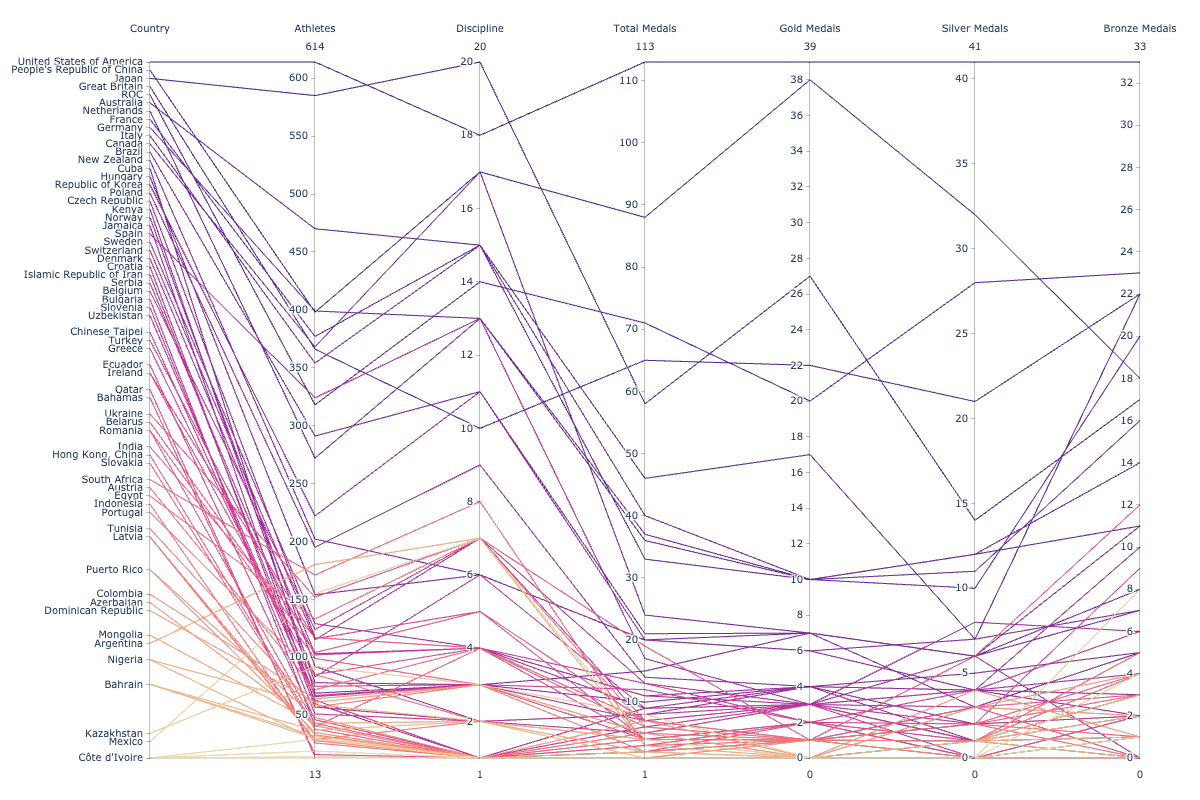 Country
Athletes
Discipline
Total Medals
Gold Medals
Silver Medals
Bronze Medals
614
20
113
39
41
33
United States of America
People's Republic of China
Japan
Great Britain
ROC
Australia
Netherlands
France
Germany
Italy
Canada
Brazil
New Zealand
Cuba
Hungary
Republic of Korea
Poland
Czech Republic
Kenya
Norway
Jamaica
Spain
Sweden
Switzerland
Denmark
Croatia
Islamic Republic of Iran
Serbia
Belgium
Bulgaria
Slovenia
Uzbekistan
Chinese Taipei
Turkey
Greece
Ecuador
Ireland
Qatar
Bahamas
Ukraine
Belarus
Romania
India
Hong Kong, China
Slovakia
South Africa
Austria
Egypt
Indonesia
Portugal
Tunisia
Latvia
Puerto Rico
Colombia
Azerbaijan
Dominican Republic
Mongolia
Argentina
Nigeria
Bahrain
Kazakhstan
Mexico
Côte d'Ivoire
600
550
500
450
400
350
300
250
200
150
100
50
20
18
16
14
12
10
8
6
4
2
110
100
90
80
70
60
50
40
30
20
10
38
36
34
32
30
28
26
24
22
20
18
16
14
12
10
8
6
4
2
0
40
35
30
25
20
15
10
5
0
32
30
28
26
24
22
20
18
16
14
12
10
8
6
4
2
0
13
1
1
0
0
0